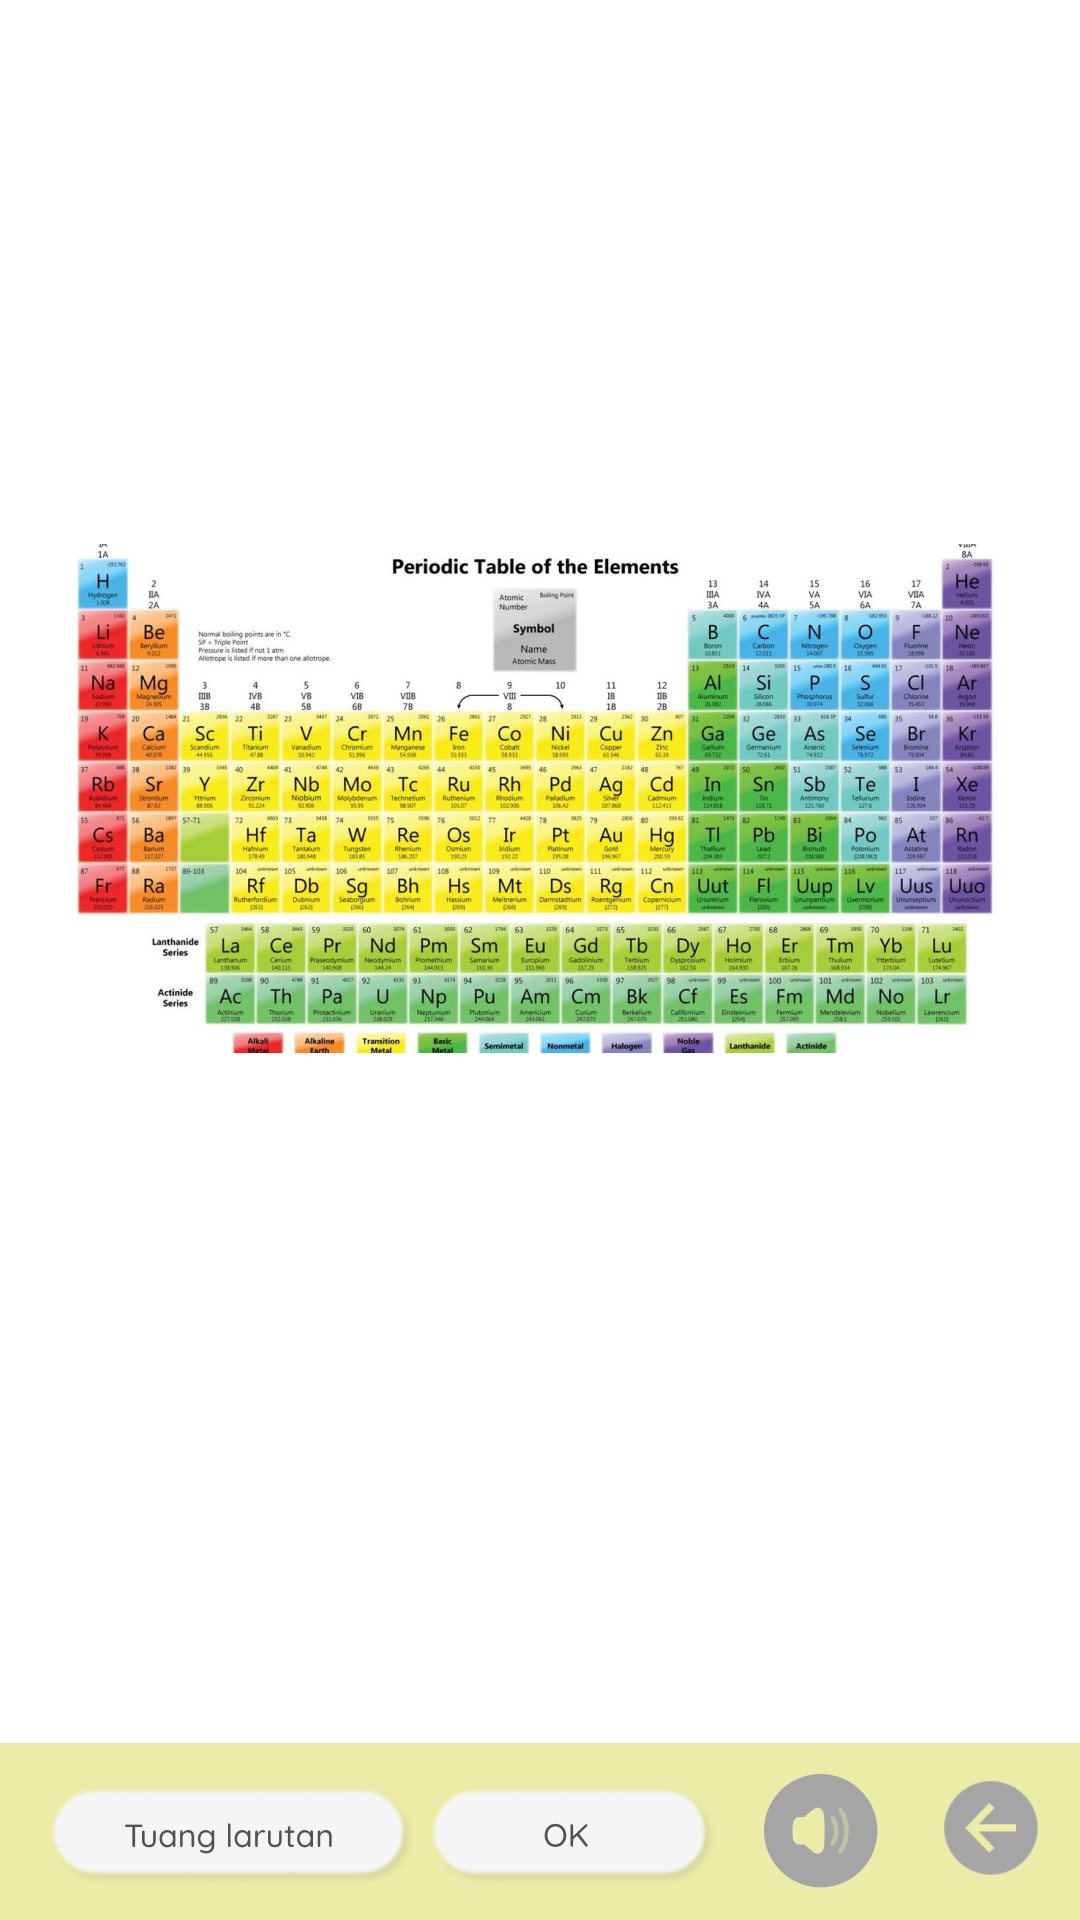 1A
8A
Periodic Table of the Elements
H Hydrogen 1.008
He Helium 4.003
2 IIA 2A
13 IIIA 3A
14 IVA 4A
15 VA 5A
16 VIA 6A
17 VIIA 7A
Atomic Number
Boiling Point
Symbol
Name
Atomic Mass
Normal boiling points are in °C.
SP = Triple Point
Pressure is listed if not 1 atm.
Allotrope is listed if more than one allotrope.
3 Li Lithium
4 Be Beryllium 9.012
5 B Boron 10.811
6 C Carbon 12.011
7 N Nitrogen 14.007
8 O Oxygen 15.999
9 F Fluorine 18.998
10 Ne Neon
11 Na Sodium
12 Mg Magnesium 24.305
3 IIIB 3B
4 IVB 4B
5 VB 5B
6 VIB 6B
7 VIIB 7B
8
9 VIII 8
10
11 IB 1B
12 IIB 2B
13 Al Aluminum 26.982
14 Si Silicon 28.086
15 P Phosphorus 30.974
16 S Sulfur 32.066
17 Cl Chlorine 35.453
18 Ar Argon
19 K Potassium
20 Ca Calcium 40.078
21 Sc Scandium 44.956
22 Ti Titanium 47.88
23 V Vanadium 50.942
24 Cr Chromium 51.996
25 Mn Manganese 54.938
26 Fe Iron 55.933
27 Co Cobalt 58.933
28 Ni Nickel 58.693
29 Cu Copper 63.546
30 Zn Zinc 65.39
31 Ga Gallium 69.732
32 Ge Germanium 72.61
33 As Arsenic 74.922
34 Se Selenium 78.972
35 Br Bromine 79.904
36 Kr Krypton
37 Rb Rubidium
38 Sr Strontium 87.62
39 Y Yttrium 88.906
40 Zr Zirconium 91.224
41 Nb Niobium 92.906
42 Mo Molybdenum 95.95
43 Tc Technetium 98.907
44 Ru Ruthenium 101.07
45 Rh Rhodium 102.906
46 Pd Palladium 106.42
47 Ag Silver 107.868
48 Cd Cadmium 112.411
49 In Indium 114.818
50 Sn Tin 118.71
51 Sb Antimony 121.760
52 Te Tellurium 127.6
53 I Iodine 126.904
54 Xe Xenon
55 Cs Cesium
56 Ba Barium 137.327
57-71
72 Hf Hafnium 178.49
73 Ta Tantalum 180.948
74 W Tungsten 183.85
75 Re Rhenium 186.207
76 Os Osmium 190.23
77 Ir Iridium 192.22
78 Pt Platinum 195.08
79 Au Gold 196.967
80 Hg Mercury 200.59
81 Tl Thallium 204.383
82 Pb Lead 207.2
83 Bi Bismuth 208.980
84 Po Polonium [208.982]
85 At Astatine 209.987
86 Rn Radon
87 Fr Francium
88 Ra Radium 226.025
89-103
104 Rf Rutherfordium [261]
105 Db Dubnium [262]
106 Sg Seaborgium [266]
107 Bh Bohrium [264]
108 Hs Hassium [269]
109 Mt Meitnerium [268]
110 Ds Darmstadtium [269]
111 Rg Roentgenium [272]
112 Cn Copernicium [277]
113 Uut Ununtrium unknown
114 Fl Flerovium [289]
115 Uup Ununpentium unknown
116 Lv Livermorium [298]
117 Uus Ununseptium unknown
118 Uuo Ununoctium unknown
Lanthanide Series
57 La Lanthanum 138.906
58 Ce Cerium 140.115
59 Pr Praseodymium 140.908
60 Nd Neodymium 144.24
61 Pm Promethium 144.913
62 Sm Samarium 150.36
63 Eu Europium 151.966
64 Gd Gadolinium 157.25
65 Tb Terbium 158.925
66 Dy Dysprosium 162.50
67 Ho Holmium 164.930
68 Er Erbium 167.26
69 Tm Thulium 168.934
70 Yb Ytterbium 173.04
71 Lu Lutetium 174.967
Actinide Series
89 Ac Actinium 227.028
90 Th Thorium 232.038
91 Pa Protactinium 231.036
92 U Uranium 238.029
93 Np Neptunium 237.048
94 Pu Plutonium 244.064
95 Am Americium 243.061
96 Cm Curium 247.070
97 Bk Berkelium 247.070
98 Cf Californium 251.080
99 Es Einsteinium [254]
100 Fm Fermium 257.095
101 Md Mendelevium 258.1
102 No Nobelium 259.101
103 Lr Lawrencium [262]
Alkali Metal
Alkaline Earth
Transition Metal
Basic Metal
Semimetal
Nonmetal
Halogen
Noble Gas
Lanthanide
Actinide
Tuang larutan
OK